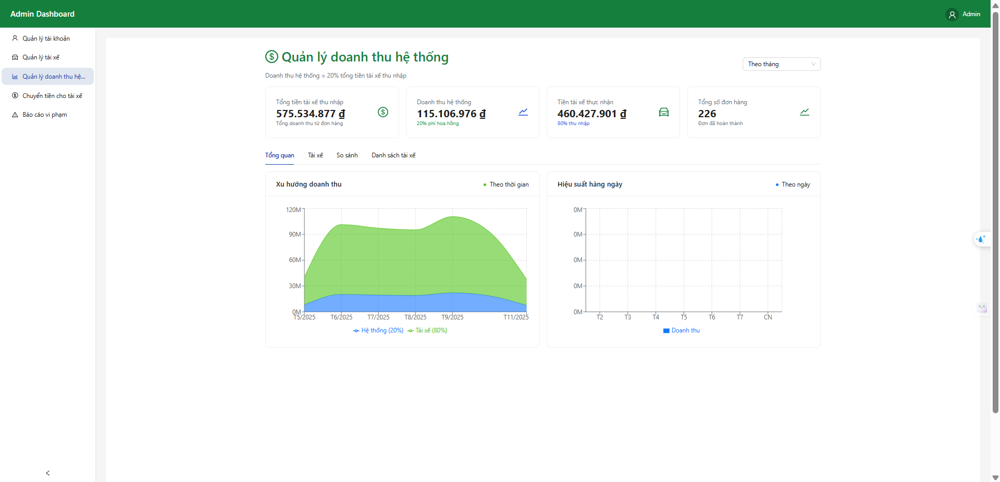 Admin Dashboard
Admin
Quản lý tài khoản
Quản lý tài xế
Quản lý doanh thu hệ...
Chuyển tiền cho tài xế
Báo cáo vi phạm
Quản lý doanh thu hệ thống
Doanh thu hệ thống = 20% tổng tiền tài xế thu nhập
Theo tháng
Tổng tiền tài xế thu nhập
575.534.877 ₫
Tổng doanh thu từ đơn hàng
Doanh thu hệ thống
115.106.976 ₫
20% phí hoa hồng
Tiền tài xế thực nhận
460.427.901 ₫
80% thu nhập
Tổng số đơn hàng
226
Đơn đã hoàn thành
Tổng quan
Tài xế
So sánh
Danh sách tài xế
Xu hướng doanh thu
Theo thời gian
120M
90M
60M
30M
0M
T5/2025 T6/2025 T7/2025 T8/2025 T9/2025 T11/2025
Hệ thống (20%) Tài xế (80%)
Hiệu suất hàng ngày
Theo ngày
0M
0M
0M
0M
0M
T2 T3 T4 T5 T6 T7 CN
Doanh thu